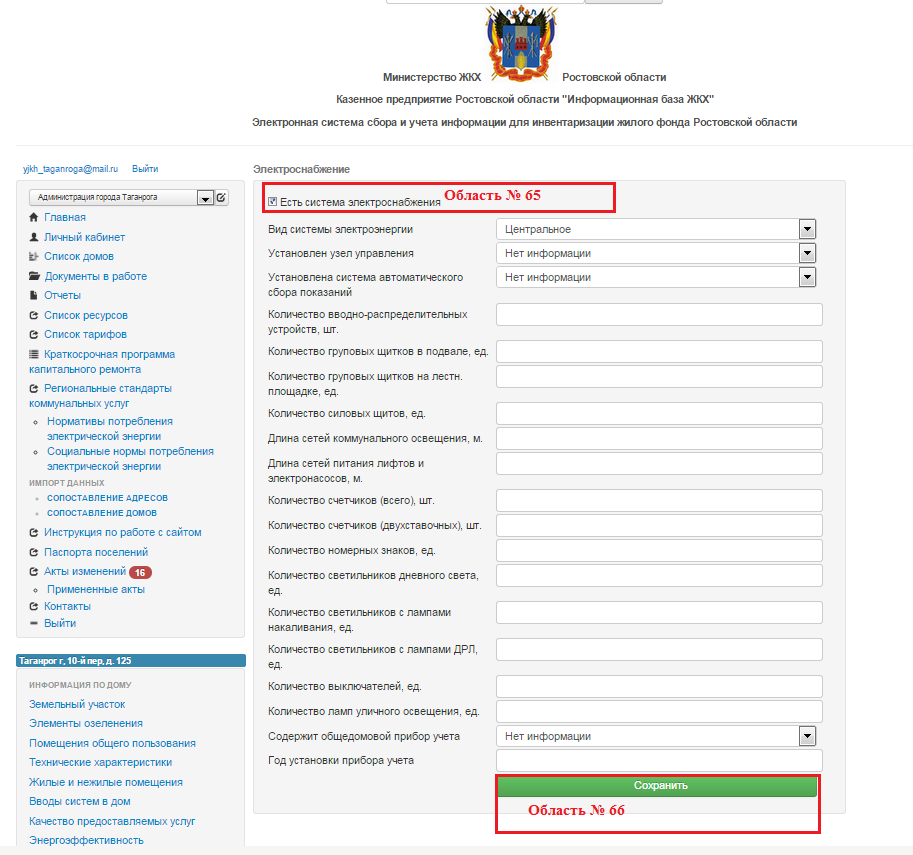 Министерство ЖКХ Ростовской области
Казенное предприятие Ростовской области "Информационная база ЖКХ"
Электронная система сбора и учета информации для инвентаризации жилого фонда Ростовской области
yjkh_taganroga@mail.ru Выйти
Администрация города Таганрога
Главная
Личный кабинет
Список домов
Документы в работе
Отчеты
Список ресурсов
Список тарифов
Краткосрочная программа
капитального ремонта
Региональные стандарты
коммунальных услуг
Нормативы потребления
электрической энергии
Социальные нормы потребления
электрической энергии
ИМПОРТ ДАННЫХ
СОПОСТАВЛЕНИЕ АДРЕСОВ
СОПОСТАВЛЕНИЕ ДОМОВ
Инструкция по работе с сайтом
Паспорта поселений
Акты изменений 16
Примененные акты
Контакты
Выйти
Таганрог г, 10-й пер, д. 125
ИНФОРМАЦИЯ ПО ДОМУ
Земельный участок
Элементы озеленения
Помещения общего пользования
Технические характеристики
Жилые и нежилые помещения
Вводы систем в дом
Качество предоставляемых услуг
Энергоэффективность
Электроснабжение
Есть система электроснабжения Область № 65
Вид системы электроэнергии Центральное
Установлен узел управления Нет информации
Установлена система автоматического Нет информации
сбора показаний
Количество вводно-распределительных
устройств, шт.
Количество груповых щитков в подвале, ед.
Количество груповых щитков на лестн.
площадке, ед.
Количество силовых щитов, ед.
Длина сетей коммунального освещения, м.
Длина сетей питания лифтов и
электронасосов, м.
Количество счетчиков (всего), шт.
Количество счетчиков (двухставочных), шт.
Количество номерных знаков, ед.
Количество светильников дневного света,
ед.
Количество светильников с лампами
накаливания, ед.
Количество светильников с лампами ДРЛ,
ед.
Количество выключателей, ед.
Количество ламп уличного освещения, ед.
Содержит общедомовой прибор учета Нет информации
Год установки прибора учета
Сохранить
Область № 66